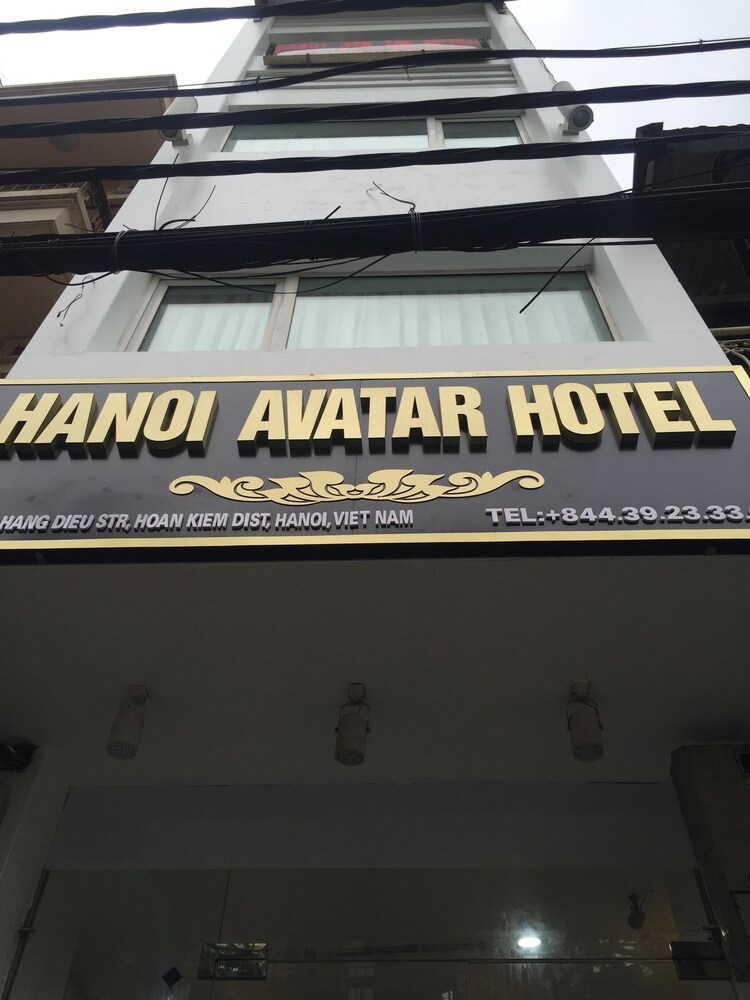 HANOI AVATAR HOTEL
HANG DIEU STR, HOAN KIEM DIST, HANOI, VIET NAM
TEL:+844.39.23.33.